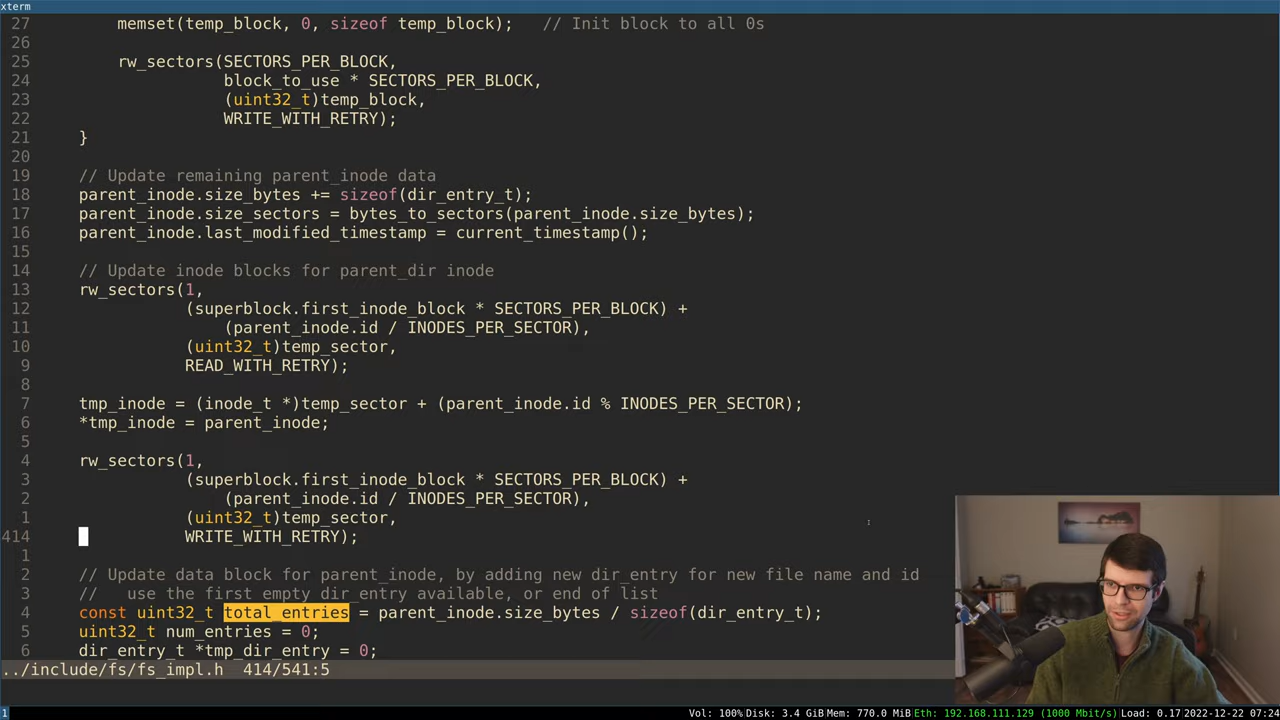 xterm
27 memset(temp_block, 0, sizeof temp_block); // Init block to all 0s
26
25 rw_sectors(SECTORS_PER_BLOCK,
24 block_to_use * SECTORS_PER_BLOCK,
23 (uint32_t)temp_block,
22 WRITE_WITH_RETRY);
21 }
20
19 // Update remaining parent_inode data
18 parent_inode.size_bytes += sizeof(dir_entry_t);
17 parent_inode.size_sectors = bytes_to_sectors(parent_inode.size_bytes);
16 parent_inode.last_modified_timestamp = current_timestamp();
15
14 // Update inode blocks for parent_dir inode
13 rw_sectors(1,
12 (superblock.first_inode_block * SECTORS_PER_BLOCK) +
11 (parent_inode.id / INODES_PER_SECTOR),
10 (uint32_t)temp_sector,
9 READ_WITH_RETRY);
8
7 tmp_inode = (inode_t *)temp_sector + (parent_inode.id % INODES_PER_SECTOR);
6 *tmp_inode = parent_inode;
5
4 rw_sectors(1,
3 (superblock.first_inode_block * SECTORS_PER_BLOCK) +
2 (parent_inode.id / INODES_PER_SECTOR),
1 (uint32_t)temp_sector,
414 WRITE_WITH_RETRY);
1
2 // Update data block for parent_inode, by adding new dir_entry for new file name and id
3 // use the first empty dir_entry available, or end of list
4 const uint32_t total_entries = parent_inode.size_bytes / sizeof(dir_entry_t);
5 uint32_t num_entries = 0;
6 dir_entry_t *tmp_dir_entry = 0;
../include/fs/fs_impl.h 414/541:5
1 Vol: 100% Disk: 3.4 GiB Mem: 770.0 MiB Eth: 192.168.111.129 (1000 Mbit/s) Load: 0.17 2022-12-22 07:24